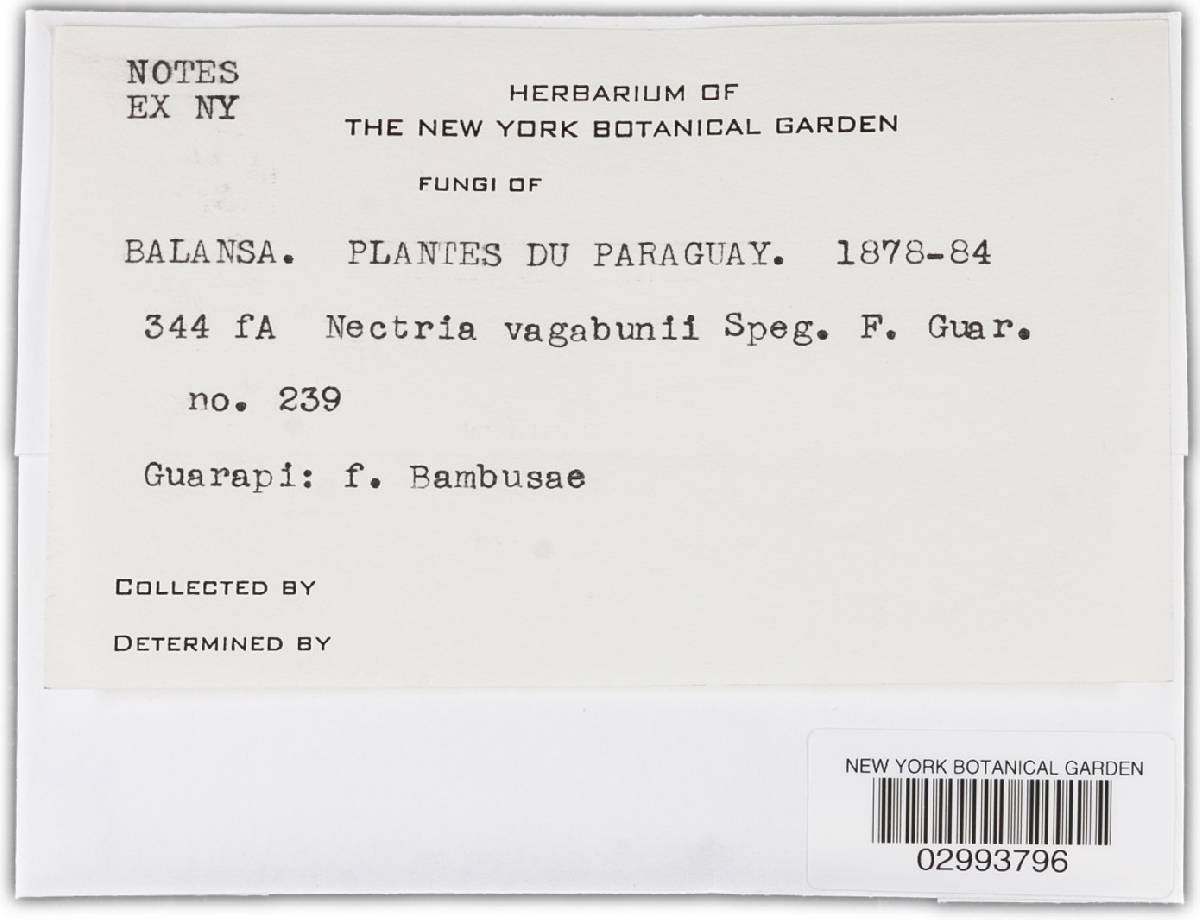 NOTES
EX NY
HERBARIUM OF
THE NEW YORK BOTANICAL GARDEN
FUNGI OF
BALANSA. PLANTES DU PARAGUAY. 1878-84
344 fA Nectria vagabunii Speg. F. Guar.
no. 239
Guarapi: f. Bambusae
COLLECTED BY
DETERMINED BY
NEW YORK BOTANICAL GARDEN
02993796